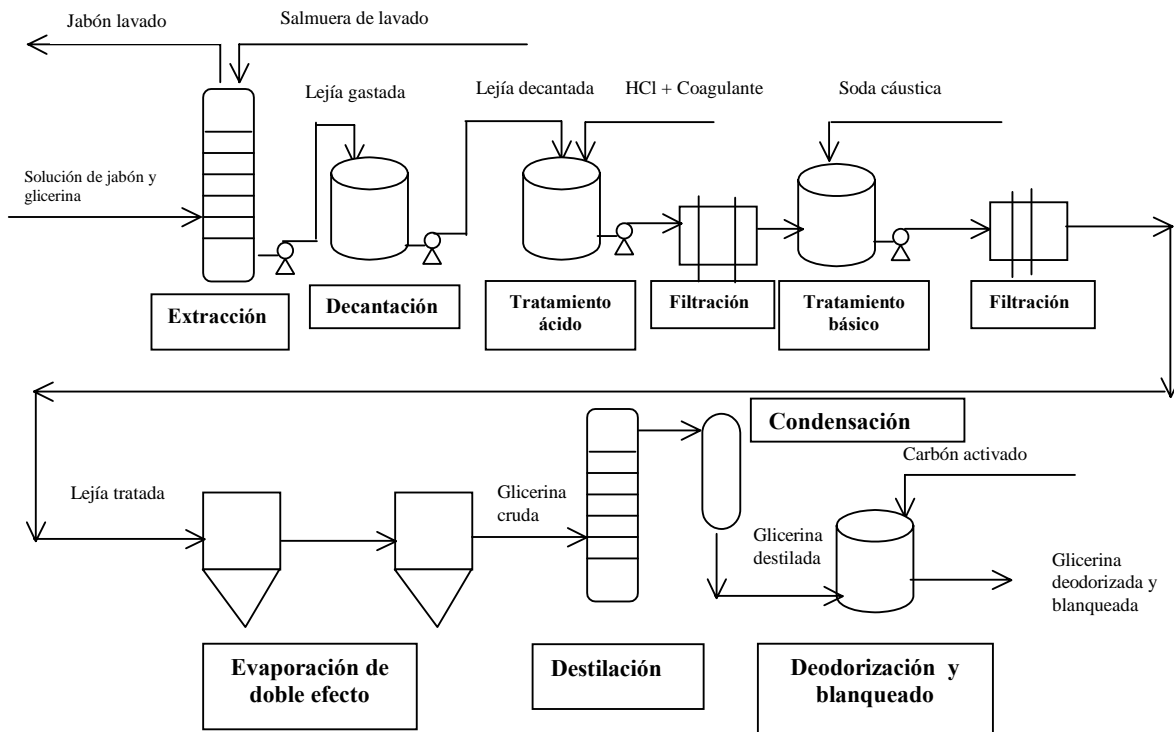 Jabón lavado
Salmuera de lavado
Lejía gastada
Lejía decantada
HCl + Coagulante
Soda cáustica
Solución de jabón y
glicerina
Extracción
Decantación
Tratamiento
ácido
Filtración
Tratamiento
básico
Filtración
Condensación
Carbón activado
Lejía tratada
Glicerina
cruda
Glicerina
destilada
Glicerina
deodorizada y
blanqueada
Evaporación de
doble efecto
Destilación
Deodorización y
blanqueado